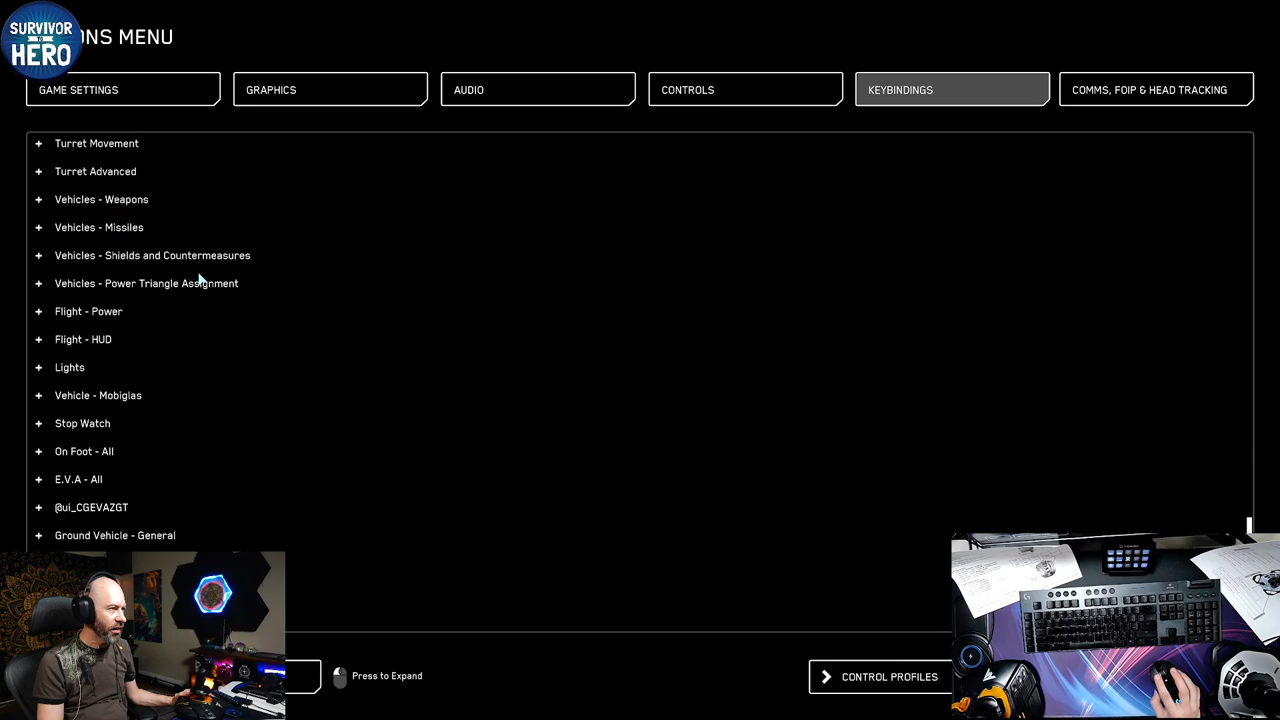 SURVIVOR
TO
HERO
ONS MENU
GAME SETTINGS
GRAPHICS
AUDIO
CONTROLS
KEYBINDINGS
COMMS, FOIP & HEAD TRACKING
+ Turret Movement
+ Turret Advanced
+ Vehicles - Weapons
+ Vehicles - Missiles
+ Vehicles - Shields and Countermeasures
+ Vehicles - Power Triangle Assignment
+ Flight - Power
+ Flight - HUD
+ Lights
+ Vehicle - Mobiglas
+ Stop Watch
+ On Foot - All
+ E.V.A - All
+ @ui_CGEVAZGT
+ Ground Vehicle - General
Press to Expand
CONTROL PROFILES